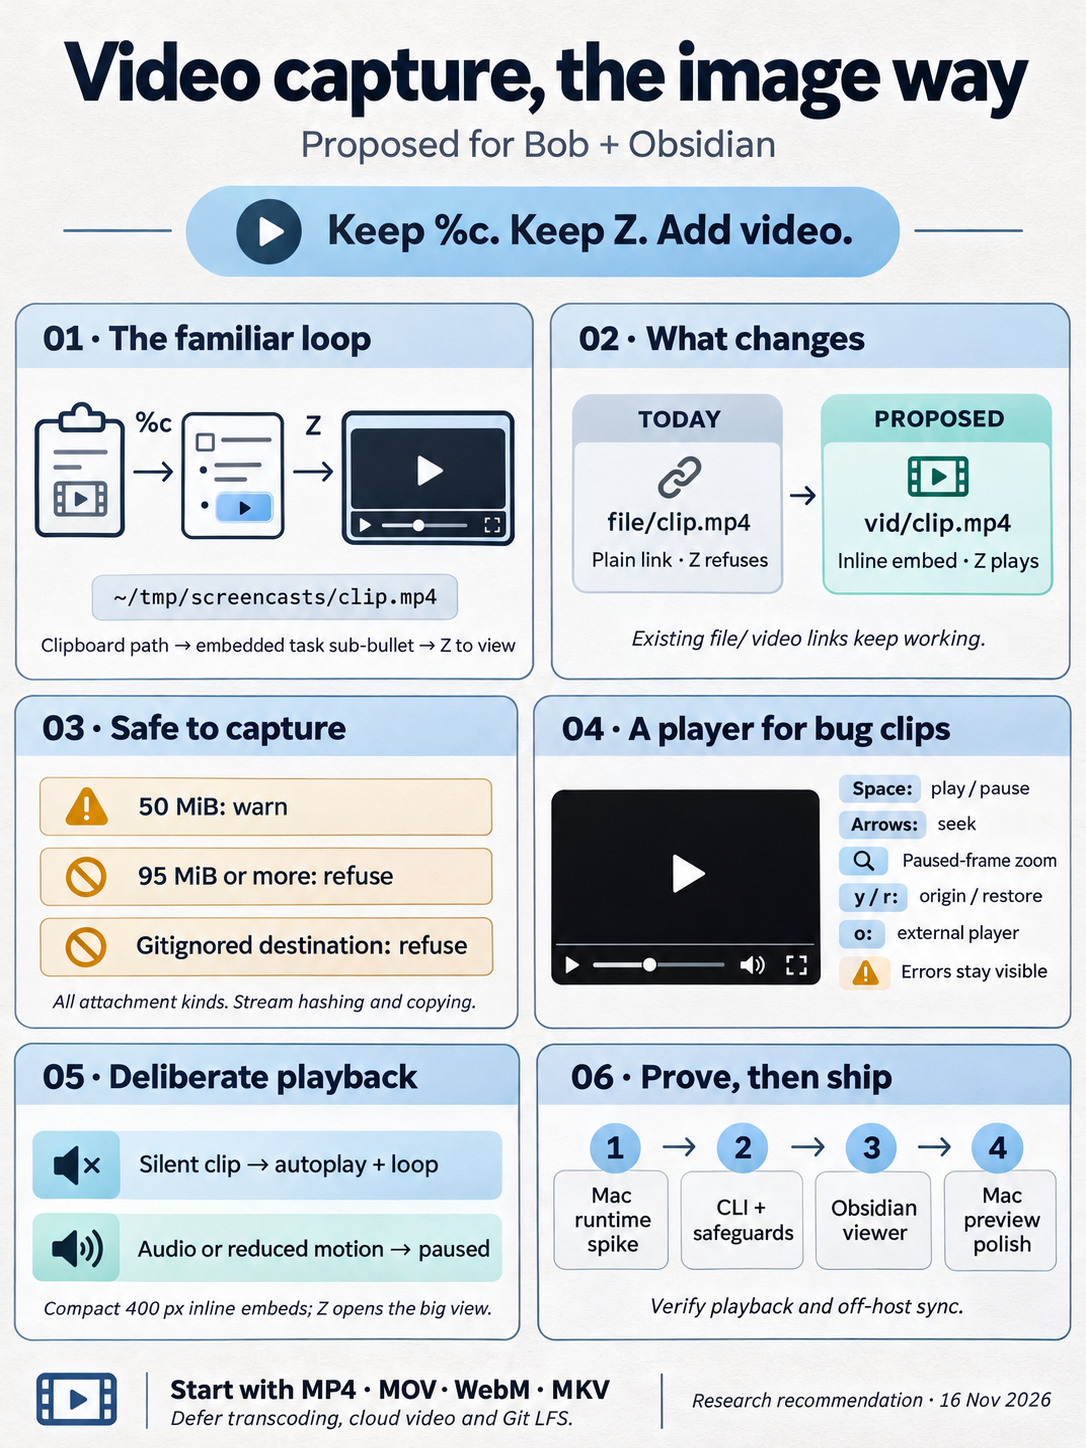 Video capture, the image way
Proposed for Bob + Obsidian
Keep %c. Keep Z. Add video.
01 · The familiar loop
%c
Z
~/tmp/screencasts/clip.mp4
Clipboard path → embedded task sub-bullet → Z to view
02 · What changes
TODAY
file/clip.mp4
Plain link · Z refuses
PROPOSED
vid/clip.mp4
Inline embed · Z plays
Existing file/ video links keep working.
03 · Safe to capture
50 MiB: warn
95 MiB or more: refuse
Gitignored destination: refuse
All attachment kinds. Stream hashing and copying.
04 · A player for bug clips
Space: play / pause
Arrows: seek
Paused-frame zoom
y / r: origin / restore
o: external player
Errors stay visible
05 · Deliberate playback
Silent clip → autoplay + loop
Audio or reduced motion → paused
Compact 400 px inline embeds; Z opens the big view.
06 · Prove, then ship
1
Mac
runtime
spike
2
CLI +
safeguards
3
Obsidian
viewer
4
Mac
preview
polish
Verify playback and off-host sync.
Start with MP4 · MOV · WebM · MKV
Defer transcoding, cloud video and Git LFS.
Research recommendation · 16 Nov 2026